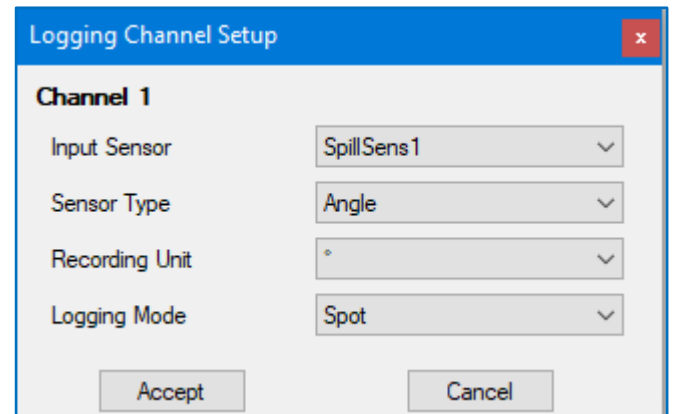 Logging Channel Setup x
Channel 1
Input Sensor SpillSens1
Sensor Type Angle
Recording Unit °
Logging Mode Spot
Accept Cancel